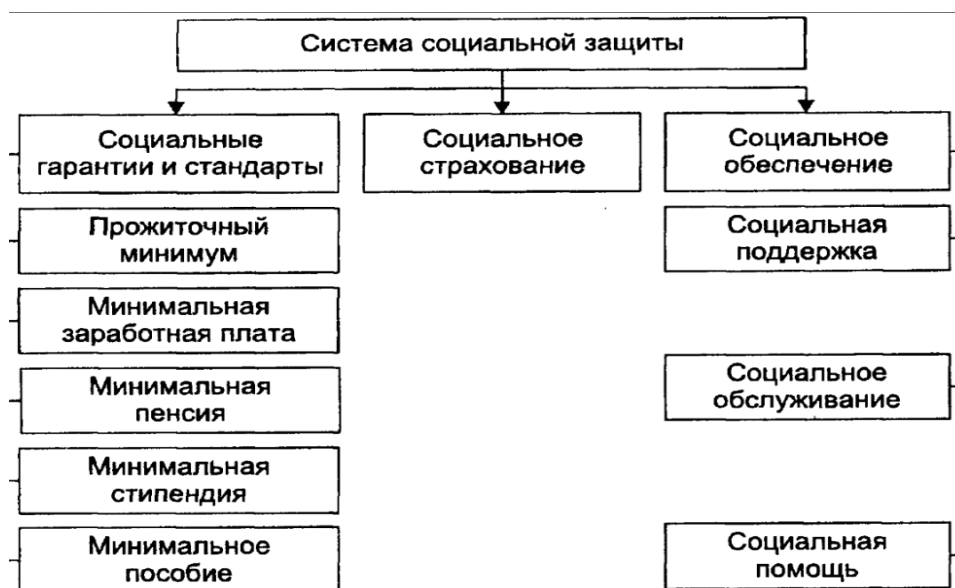 Система социальной защиты
Социальные
гарантии и стандарты
Социальное
страхование
Социальное
обеспечение
Прожиточный
минимум
Социальная
поддержка
Минимальная
заработная плата
Минимальная
пенсия
Социальное
обслуживание
Минимальная
стипендия
Минимальное
пособие
Социальная
помощь